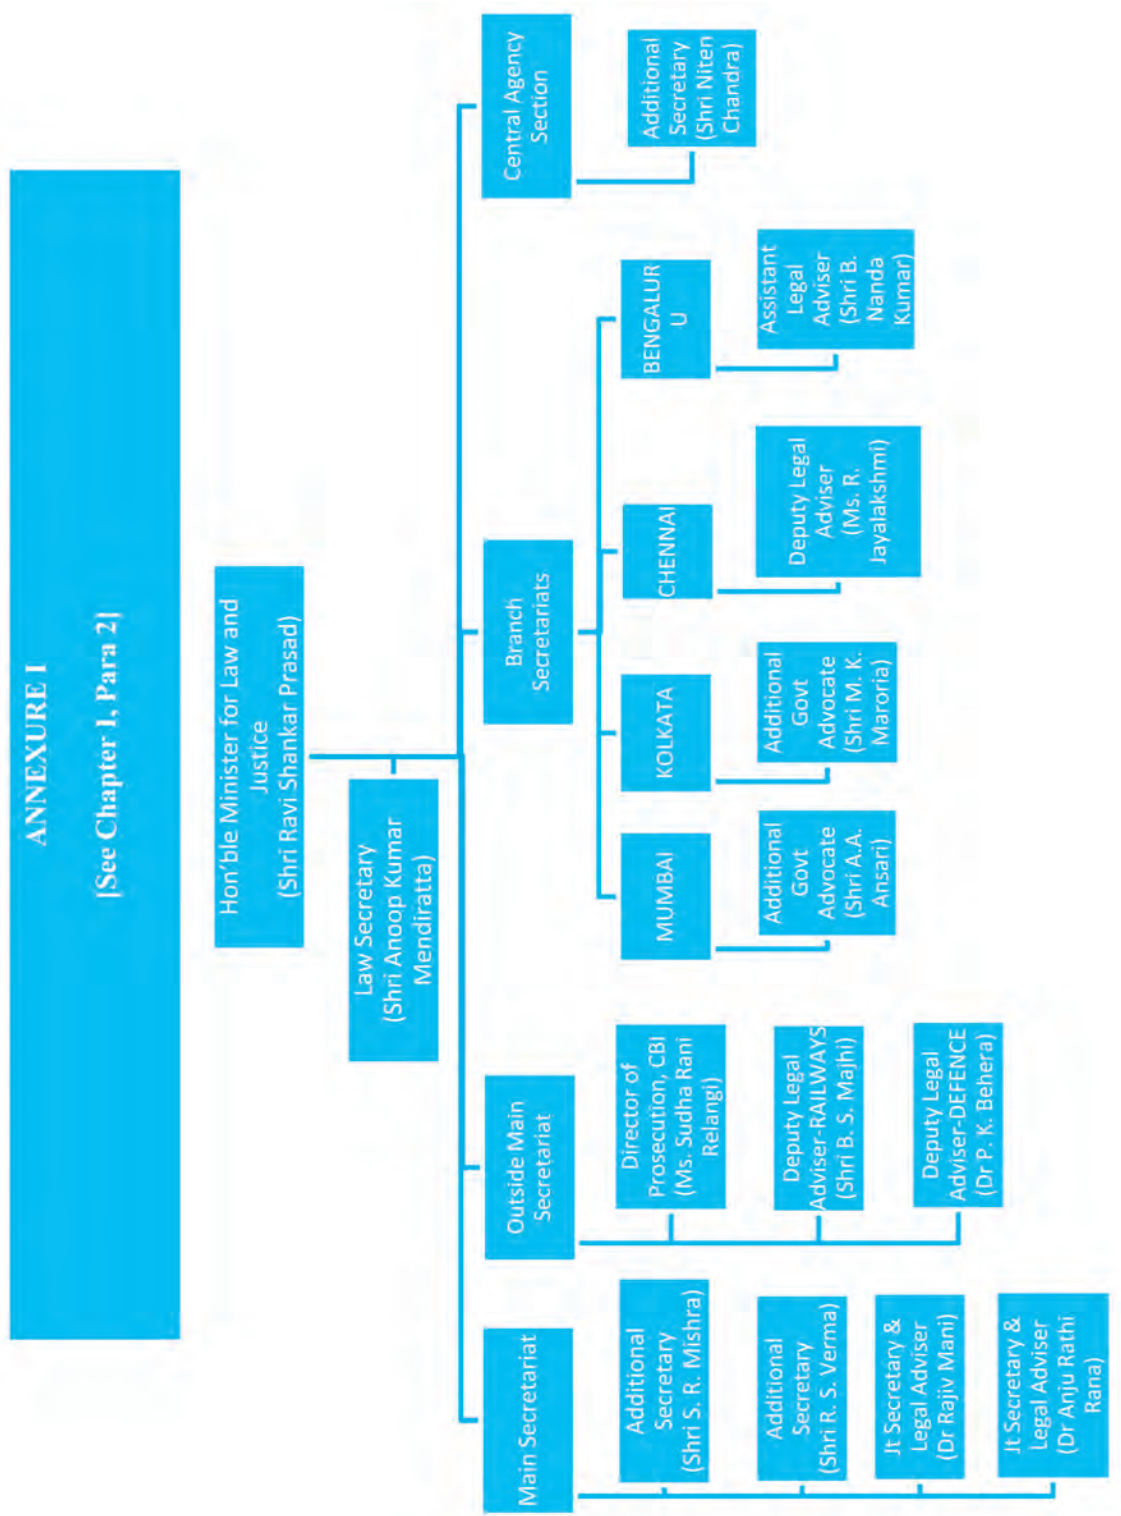 ANNEXURE I
[See Chapter 1, Para 2]
Hon'ble Minister for Law and
Justice
(Shri Ravi Shankar Prasad)
Law Secretary
(Shri Anoop Kumar
Mendiratta)
Main Secretariat
Additional
Secretary
(Shri S. R. Mishra)
Additional
Secretary
(Shri R. S. Verma)
Jt Secretary &
Legal Adviser
(Dr Rajiv Mani)
Jt Secretary &
Legal Adviser
(Dr Anju Rathi
Rana)
Outside Main
Secretariat
Director of
Prosecution, CBI
(Ms. Sudha Rani
Relangi)
Deputy Legal
Adviser-RAILWAYS
(Shri B. S. Majhi)
Deputy Legal
Adviser-DEFENCE
(Dr P. K. Behera)
Branch
Secretariats
MUMBAI
Additional
Govt
Advocate
(Shri A.A.
Ansari)
KOLKATA
Additional
Govt
Advocate
(Shri M. K.
Maroria)
CHENNAI
Deputy Legal
Adviser
(Ms. R.
Jayalakshmi)
BENGALUR
U
Assistant
Legal
Adviser
(Shri B.
Nanda
Kumar)
Central Agency
Section
Additional
Secretary
(Shri Niten
Chandra)